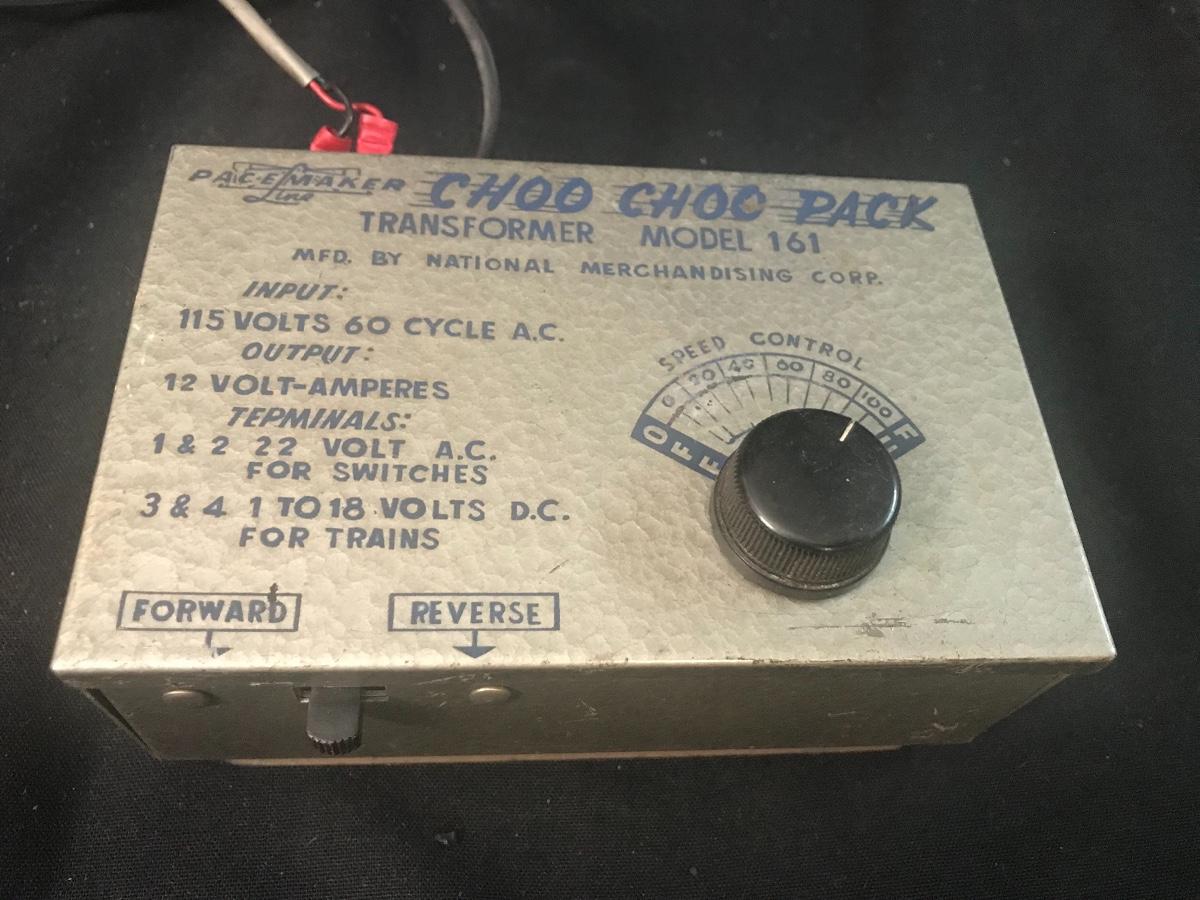 PACEMAKER Line CHOO CHOC PACK
TRANSFORMER MODEL 161
MFD. BY NATIONAL MERCHANDISING CORP.
INPUT:
115 VOLTS 60 CYCLE A.C.
OUTPUT:
12 VOLT-AMPERES
TEPMINALS:
1 & 2 22 VOLT A.C.
FOR SWITCHES
3 & 4 1 TO 18 VOLTS D.C.
FOR TRAINS
SPEED CONTROL
0 20 40 60 80 100
OFF
FORWARD REVERSE